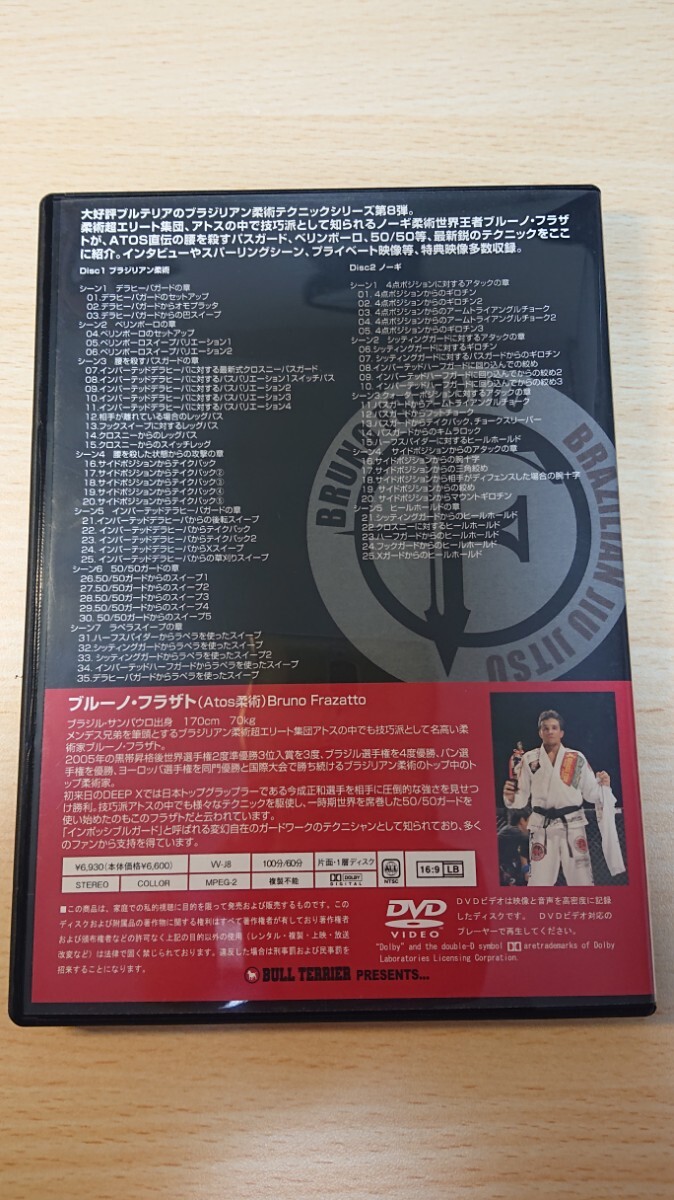 大好評ブルテリアのブラジリアン柔術テクニックシリーズ第8弾。
柔術超エリート集団、アトスの中で技巧派として知られるノーギ柔術世界王者ブルーノ・フラザ
トが、ATOS直伝の腰を殺すパスガード、ベリンボーロ、50/50等、最新鋭のテクニックをここ
に紹介。インタビューやスパーリングシーン、プライベート映像等、特典映像多数収録。
Disc1 ブラジリアン柔術
シーン1 デラヒーバガードの章
01.デラヒーバガードのセットアップ
02.デラヒーバガードからオモプラッタ
03.デラヒーバガードからの巴スイープ
シーン2 ベリンボーロの章
04.ベリンボーロのセットアップ
05.ベリンボーロスイープバリエーション1
06.ベリンボーロスイープバリエーション2
シーン3 腰を殺すパスガードの章
07.インバーテッドデラヒーバに対する最新式クロスニーパスガード
08.インバーテッドデラヒーバに対するパスバリエーション1スイッチパス
09.インバーテッドデラヒーバに対するパスバリエーション2
10.インバーテッドデラヒーバに対するパスバリエーション3
11.インバーテッドデラヒーバに対するパスバリエーション4
12.相手が離れている場合のレッグパス
13.フックスイープに対するレッグパス
14.クロスニーからのレッグパス
15.クロスニーからのスイッチレッグ
シーン4 腰を殺した状態からの攻撃の章
16.サイドポジションからテイクバック
17.サイドポジションからテイクバック②
18.サイドポジションからテイクバック③
19.サイドポジションからテイクバック④
20.サイドポジションからテイクバック⑤
シーン5 インバーテッドデラヒーバガードの章
21.インバーテッドデラヒーバからの後転スイープ
22.インバーテッドデラヒーバからテイクバック
23.インバーテッドデラヒーバからテイクバック2
24.インバーテッドデラヒーバからXスイープ
25.インバーテッドデラヒーバからの草刈りスイープ
シーン6 50/50ガードの章
26.50/50ガードからのスイープ1
27.50/50ガードからのスイープ2
28.50/50ガードからのスイープ3
29.50/50ガードからのスイープ4
30.50/50ガードからのスイープ5
シーン7 ラペラスイープの章
31.ハーフスパイダーからラペラを使ったスイープ
32.シッティングガードからラペラを使ったスイープ
33.シッティングガードからラペラを使ったスイープ2
34.インバーテッドハーフガードからラペラを使ったスイープ
35.デラヒーバガードからラペラを使ったスイープ
Disc2 ノーギ
シーン1 4点ポジションに対するアタックの章
01.4点ポジションからのギロチン
02.4点ポジションからのギロチン2
03.4点ポジションからのアームトライアングルチョーク
04.4点ポジションからのアームトライアングルチョーク2
05.4点ポジションからのギロチン3
シーン2 シッティングガードに対するアタックの章
06.シッティングガードに対するギロチン
07.シッティングガードに対するパスガードからのギロチン
08.インバーテッドハーフガードに回り込んでの絞め
09.インバーテッドハーフガードに回り込んでからの絞め2
10.インバーテッドハーフガードに回り込んでからの絞め3
シーン3 ガードポジションに対するアタックの章
11.パスガードからアームトライアングルチョーク
12.パスガードからフットチョーク
13.パスガードからテイクバック、チョークスリーパー
14.パスガードからキムラロック
15.ハーフスパイダーに対するヒールホールド
シーン4 サイドポジションからのアタックの章
16.サイドポジションからの腕十字
17.サイドポジションからの三角絞め
18.サイドポジションから相手がディフェンスした場合の腕十字
19.サイドポジションからの絞め
20.サイドポジションからマウントギロチン
シーン5 ヒールホールドの章
21.シッティングガードからのヒールホールド
22.クロスニーに対するヒールホールド
23.ハーフガードからのヒールホールド
24.フックガードからのヒールホールド
25.Xガードからのヒールホールド
BRUNO
BRAZILIAN JIU JITSU
ブルーノ・フラザト(Atos柔術)Bruno Frazatto
ブラジル・サンパウロ出身 170cm 70kg
メンデス兄弟を筆頭とするブラジリアン柔術超エリート集団アトスの中でも技巧派として名高い柔
術家ブルーノ・フラザト。
2005年の黒帯昇格後世界選手権2度準優勝3位入賞を3度、ブラジル選手権を4度優勝、パン選
手権を優勝、ヨーロッパ選手権を同門優勝と国際大会で勝ち続けるブラジリアン柔術のトップ中のトッ
プ柔術家。
初来日のDEEP Xでは日本トップグラップラーである今成正和選手を相手に圧倒的な強さを見せつ
け勝利。技巧派アトスの中でも様々なテクニックを駆使し、一時期世界を席巻した50/50ガードを
使い始めたのもこのフラザトだと云われています。
「インポッシブルガード」と呼ばれる変幻自在のガードワークのテクニシャンとして知られており、多く
のファンから支持を得ています。
¥6,930(本体価格¥6,600) VV-J8 100分/60分 片面・1層ディスク
STEREO COLLOR MPEG-2 複製不能 DOLBY DIGITAL ALL NTSC 16:9 LB
■この商品は、家庭での私的視聴に目的を限って発売および販売するものです。この
ディスクおよび附属品の著作物に関する権利はすべて著作権者が有しており著作権者
および頒布権者などの許可なく上記の目的以外の使用(レンタル・複製・上映・放送
改変など)は法律で固く禁じられております。違反した場合は刑事罰および民事罰を
招来することになります。
DVD VIDEO
DVDビデオは映像と音声を高密度に記録
したディスクです。 DVDビデオ対応の
プレーヤーで再生してください。
"Dolby" and the double-D symbol aretrademarks of Dolby
Laboratories Licensing Corpration.
BULL TERRIER PRESENTS...